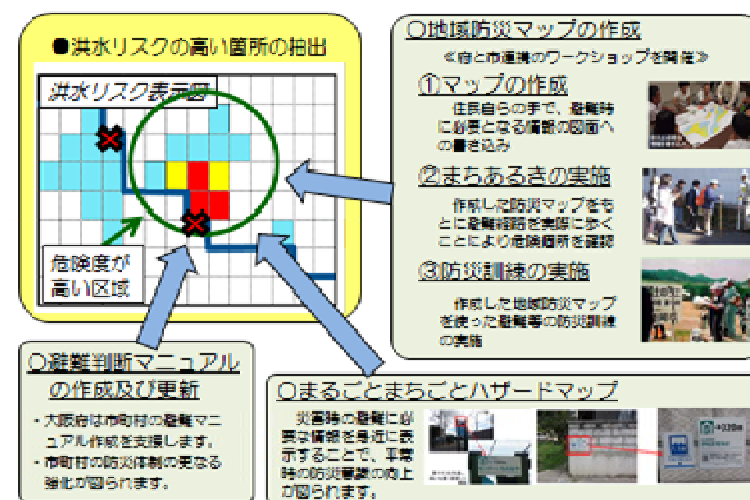 ●洪水リスクの高い箇所の抽出
洪水リスク表示図
危険度が
高い区域
○地域防災マップの作成
≪府と市連携のワークショップを開催≫
①マップの作成
住民自らの手で、避難時
に必要となる情報の図面へ
の書き込み
②まちあるきの実施
作成した防災マップをも
とに避難経路を実際に歩く
ことにより危険箇所を確認
③防災訓練の実施
作成した地域防災マップ
を使った避難等の防災訓練
の実施
○避難判断マニュアル
の作成及び更新
・大阪府は市町村の避難マニ
ュアル作成を支援します。
・市町村の防災体制の更なる
強化が図られます。
○まるごとまちごとハザードマップ
災害時の避難に必
要な情報を身近に表
示することで、平常
時の防災意識の向上
が図られます。